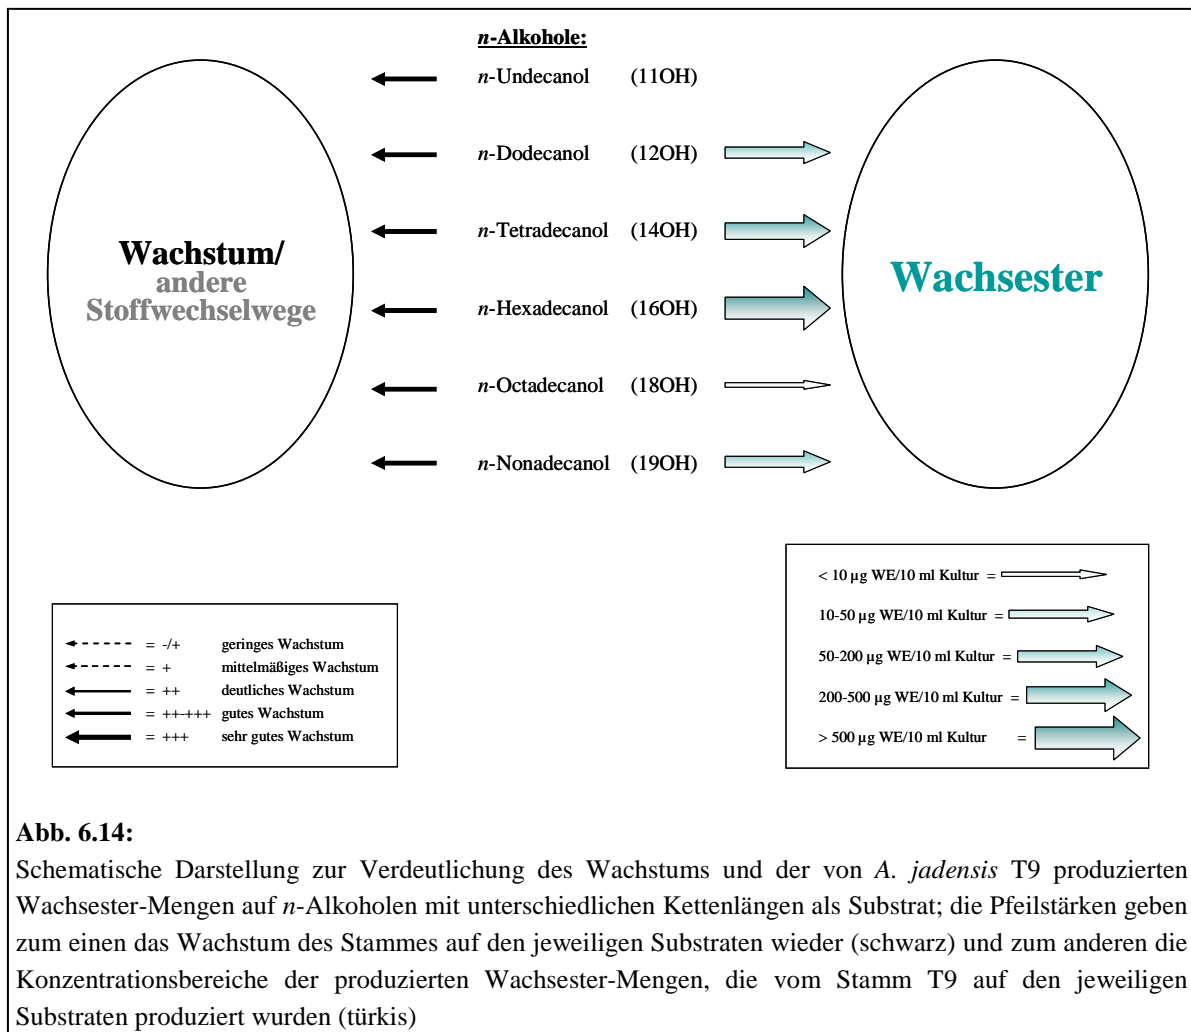 n-Alkohole:
n-Undecanol (11OH)
n-Dodecanol (12OH)
n-Tetradecanol (14OH)
n-Hexadecanol (16OH)
n-Octadecanol (18OH)
n-Nonadecanol (19OH)
Wachstum/
andere
Stoffwechselwege
Wachsester
= -/+ geringes Wachstum
= + mittelmäßiges Wachstum
= ++ deutliches Wachstum
= ++-+++ gutes Wachstum
= +++ sehr gutes Wachstum
< 10 µg WE/10 ml Kultur =
10-50 µg WE/10 ml Kultur =
50-200 µg WE/10 ml Kultur =
200-500 µg WE/10 ml Kultur =
> 500 µg WE/10 ml Kultur =
Abb. 6.14:
Schematische Darstellung zur Verdeutlichung des Wachstums und der von A. jadensis T9 produzierten
Wachsester-Mengen auf n-Alkoholen mit unterschiedlichen Kettenlängen als Substrat; die Pfeilstärken geben
zum einen das Wachstum des Stammes auf den jeweiligen Substraten wieder (schwarz) und zum anderen die
Konzentrationsbereiche der produzierten Wachsester-Mengen, die vom Stamm T9 auf den jeweiligen
Substraten produziert wurden (türkis)